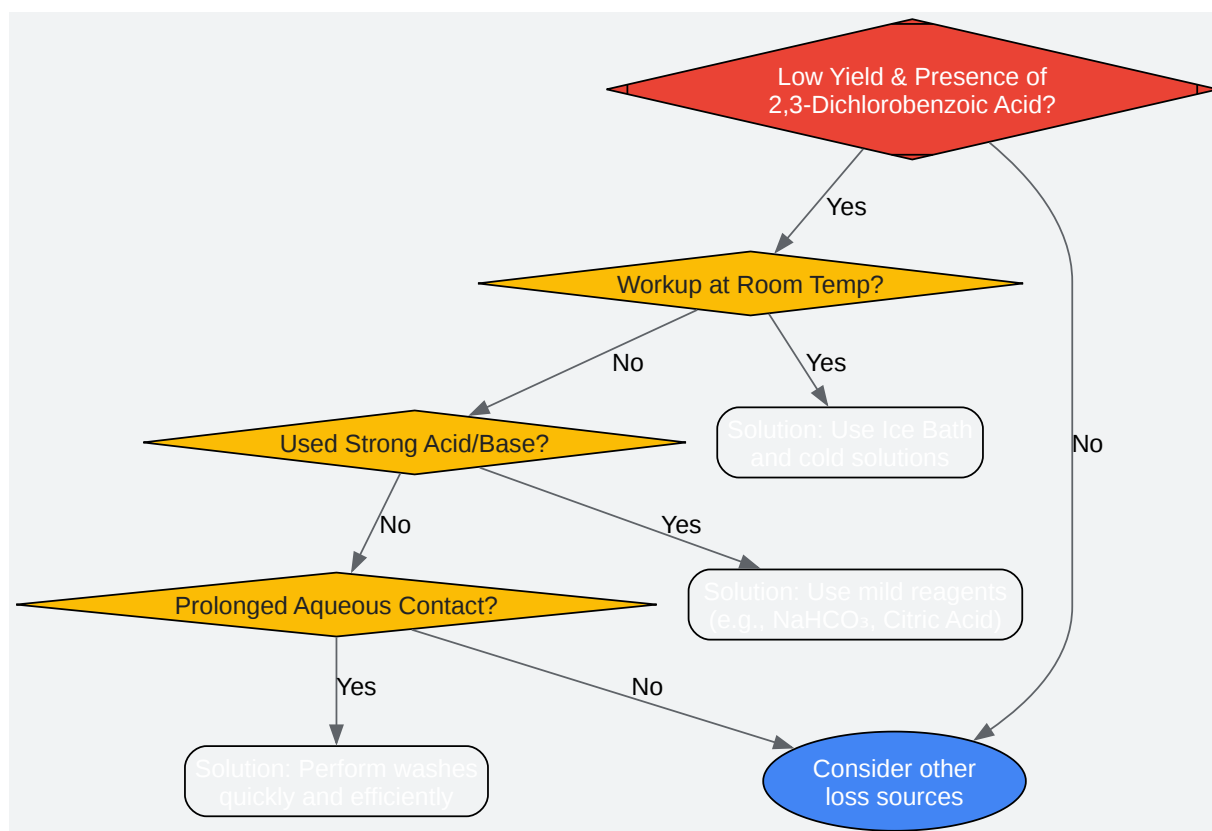 Low Yield & Presence of
2,3-Dichlorobenzoic Acid?
Yes
No
Workup at Room Temp?
No
Yes
Used Strong Acid/Base?
Solution: Use Ice Bath
and cold solutions
No
Yes
Prolonged Aqueous Contact?
Solution: Use mild reagents
(e.g., NaHCO₃, Citric Acid)
Yes
No
Solution: Perform washes
quickly and efficiently
Consider other
loss sources